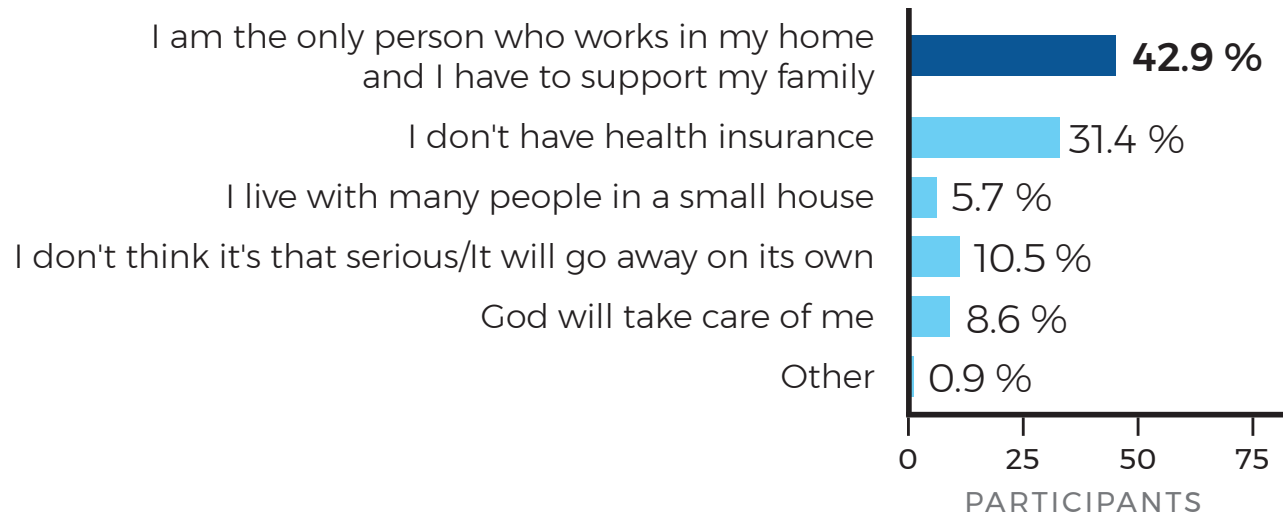 I am the only person who works in my home
and I have to support my family
42.9 %
I don't have health insurance
31.4 %
I live with many people in a small house
5.7 %
I don't think it's that serious/It will go away on its own
10.5 %
God will take care of me
8.6 %
Other
0.9 %
0 25 50 75
PARTICIPANTS